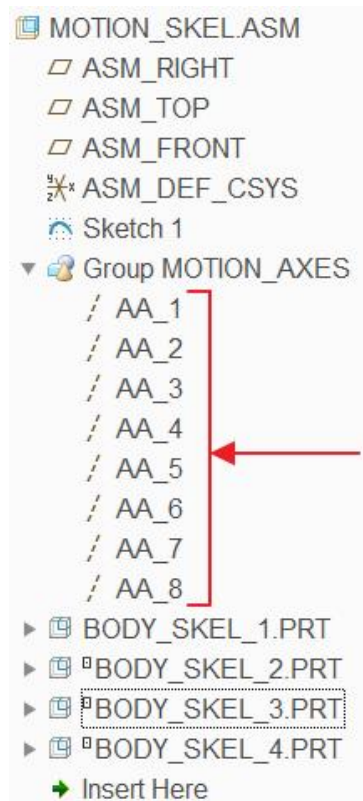 MOTION_SKEL.ASM
ASM_RIGHT
ASM_TOP
ASM_FRONT
ASM_DEF_CSYS
Sketch 1
Group MOTION_AXES
AA_1
AA_2
AA_3
AA_4
AA_5
AA_6
AA_7
AA_8
BODY_SKEL_1.PRT
BODY_SKEL_2.PRT
BODY_SKEL_3.PRT
BODY_SKEL_4.PRT
Insert Here